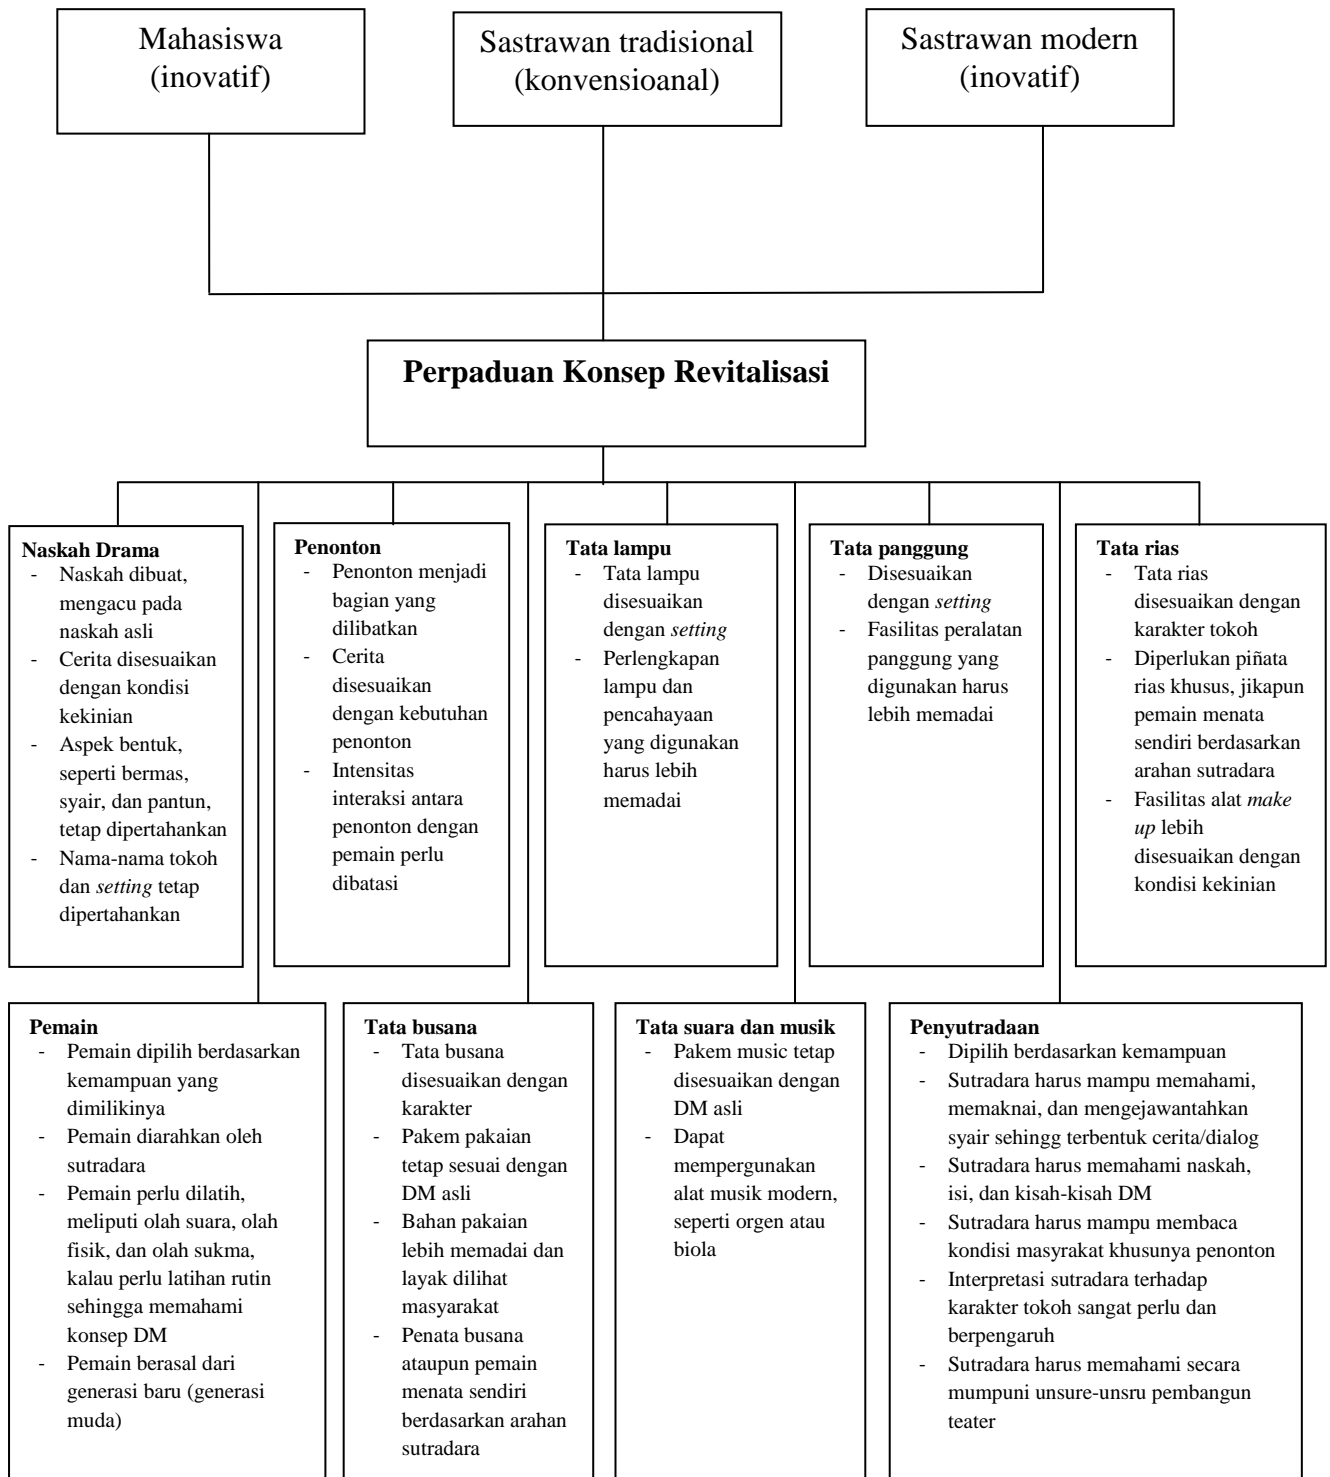 Mahasiswa
(inovatif)
Sastrawan tradisional
(konvensioanal)
Sastrawan modern
(inovatif)
Perpaduan Konsep Revitalisasi
Naskah Drama
- Naskah dibuat,
mengacu pada
naskah asli
- Cerita disesuaikan
dengan kondisi
kekinian
- Aspek bentuk,
seperti bermas,
syair, dan pantun,
tetap dipertahankan
- Nama-nama tokoh
dan setting tetap
dipertahankan
Penonton
- Penonton menjadi
bagian yang
dilibatkan
- Cerita
disesuaikan
dengan kebutuhan
penonton
- Intensitas
interaksi antara
penonton dengan
pemain perlu
dibatasi
Tata lampu
- Tata lampu
disesuaikan
dengan setting
- Perlengkapan
lampu dan
pencahayaan
yang digunakan
harus lebih
memadai
Tata panggung
- Disesuaikan
dengan setting
- Fasilitas peralatan
panggung yang
digunakan harus
lebih memadai
Tata rias
- Tata rias
disesuaikan dengan
karakter tokoh
- Diperlukan piñata
rias khusus, jikapun
pemain menata
sendiri berdasarkan
arahan sutradara
- Fasilitas alat make
up lebih
disesuaikan dengan
kondisi kekinian
Pemain
- Pemain dipilih berdasarkan
kemampuan yang
dimilikinya
- Pemain diarahkan oleh
sutradara
- Pemain perlu dilatih,
meliputi olah suara, olah
fisik, dan olah sukma,
kalau perlu latihan rutin
sehingga memahami
konsep DM
- Pemain berasal dari
generasi baru (generasi
muda)
Tata busana
- Tata busana
disesuaikan dengan
karakter
- Pakem pakaian
tetap sesuai dengan
DM asli
- Bahan pakaian
lebih memadai dan
layak dilihat
masyarakat
- Penata busana
ataupun pemain
menata sendiri
berdasarkan arahan
sutradara
Tata suara dan musik
- Pakem music tetap
disesuaikan dengan
DM asli
- Dapat
mempergunakan
alat musik modern,
seperti orgen atau
biola
Penyutradaan
- Dipilih berdasarkan kemampuan
- Sutradara harus mampu memahami,
memaknai, dan mengejawantahkan
syair sehingg terbentuk cerita/dialog
- Sutradara harus memahami naskah,
isi, dan kisah-kisah DM
- Sutradara harus mampu membaca
kondisi masyrakat khusunya penonton
- Interpretasi sutradara terhadap
karakter tokoh sangat perlu dan
berpengaruh
- Sutradara harus memahami secara
mumpuni unsure-unsru pembangun
teater